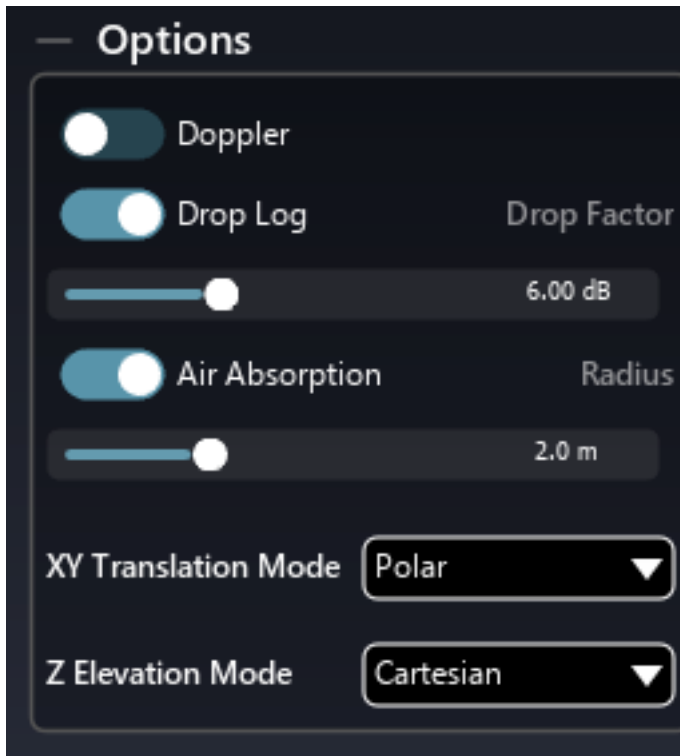 Options
Doppler
Drop Log Drop Factor
6.00 dB
Air Absorption Radius
2.0 m
XY Translation Mode Polar
Z Elevation Mode Cartesian